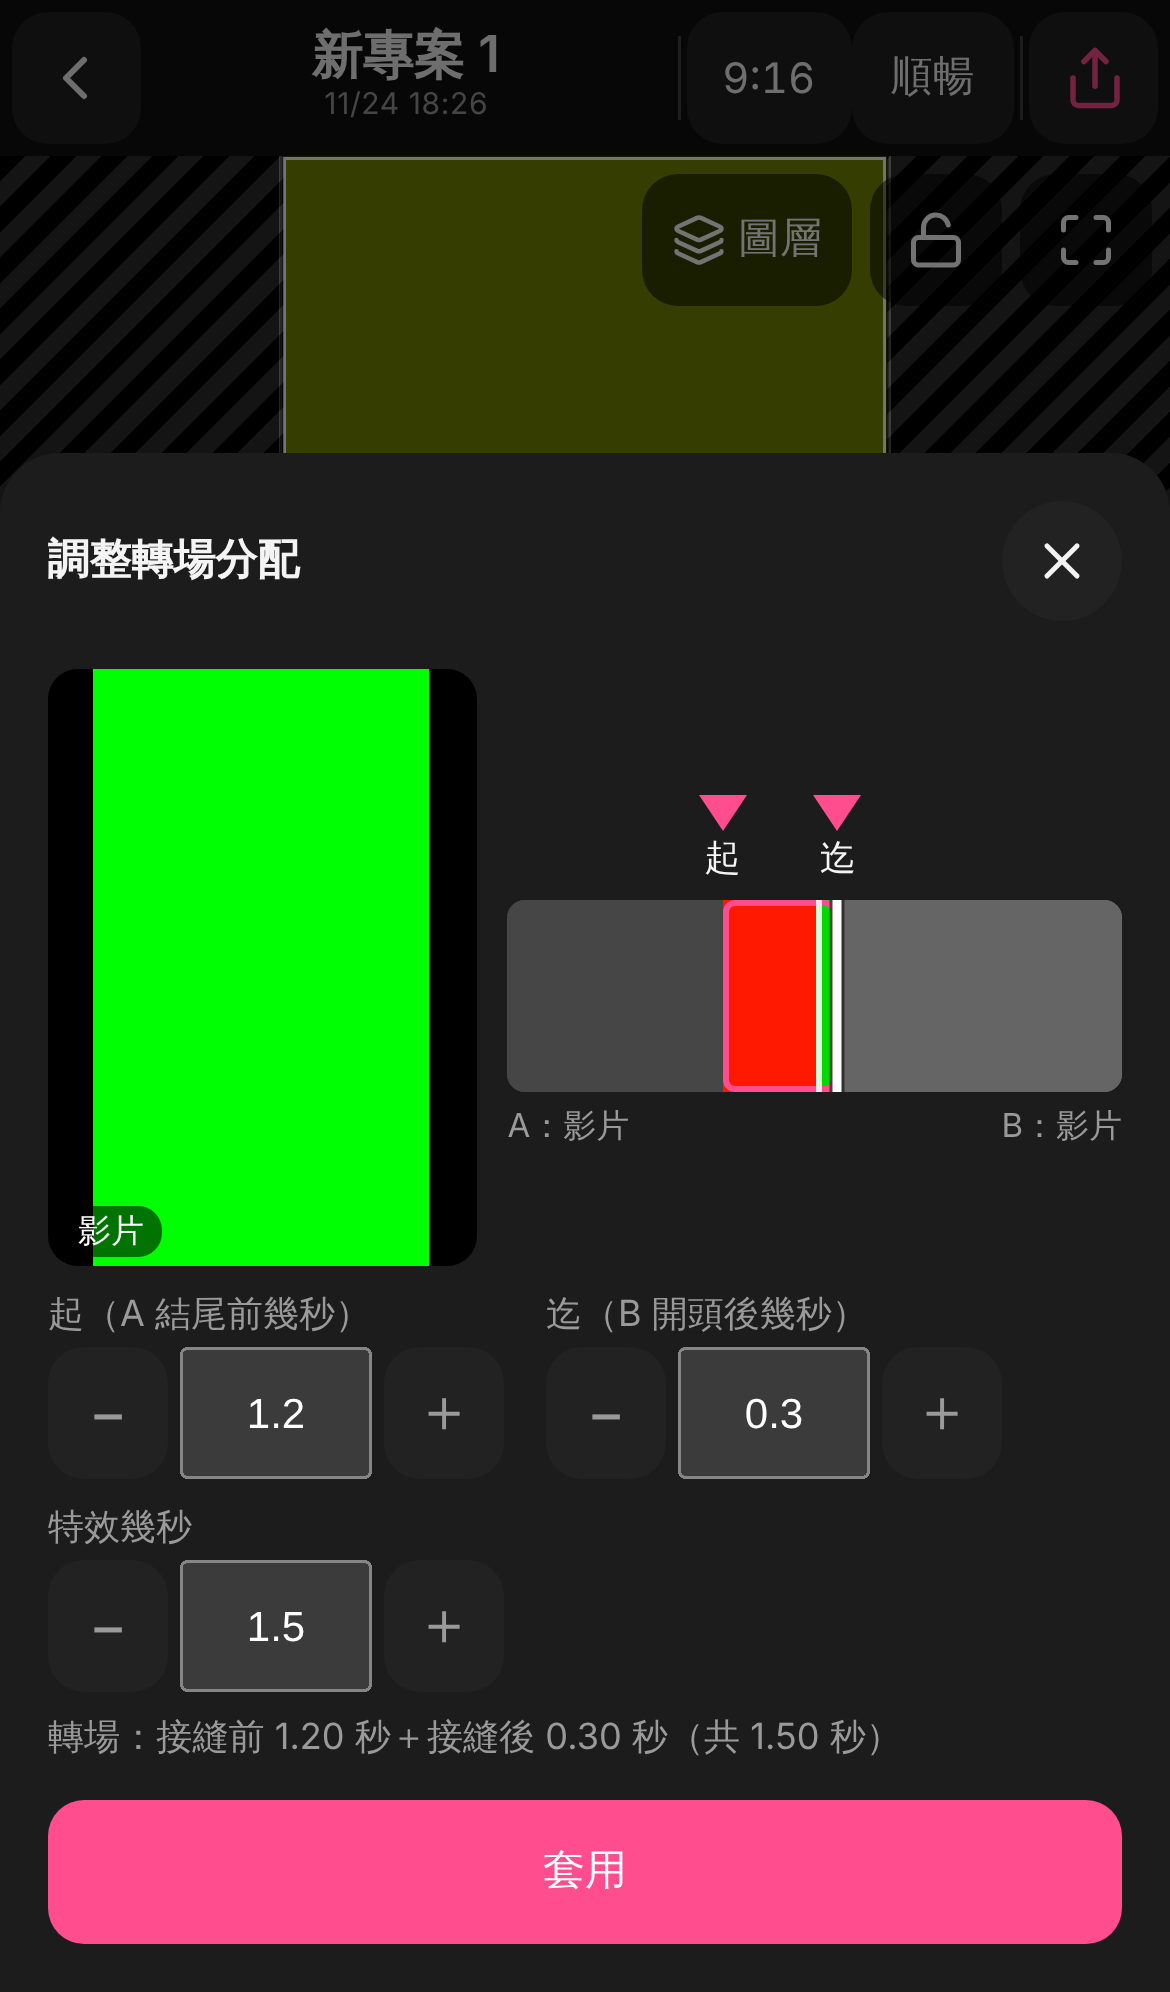 新專案 1
11/24 18:26
9:16
順暢
圖層
調整轉場分配
起
迄
A：影片
B：影片
影片
起（A 結尾前幾秒）
迄（B 開頭後幾秒）
− 1.2 +
− 0.3 +
特效幾秒
− 1.5 +
轉場：接縫前 1.20 秒＋接縫後 0.30 秒（共 1.50 秒）
套用